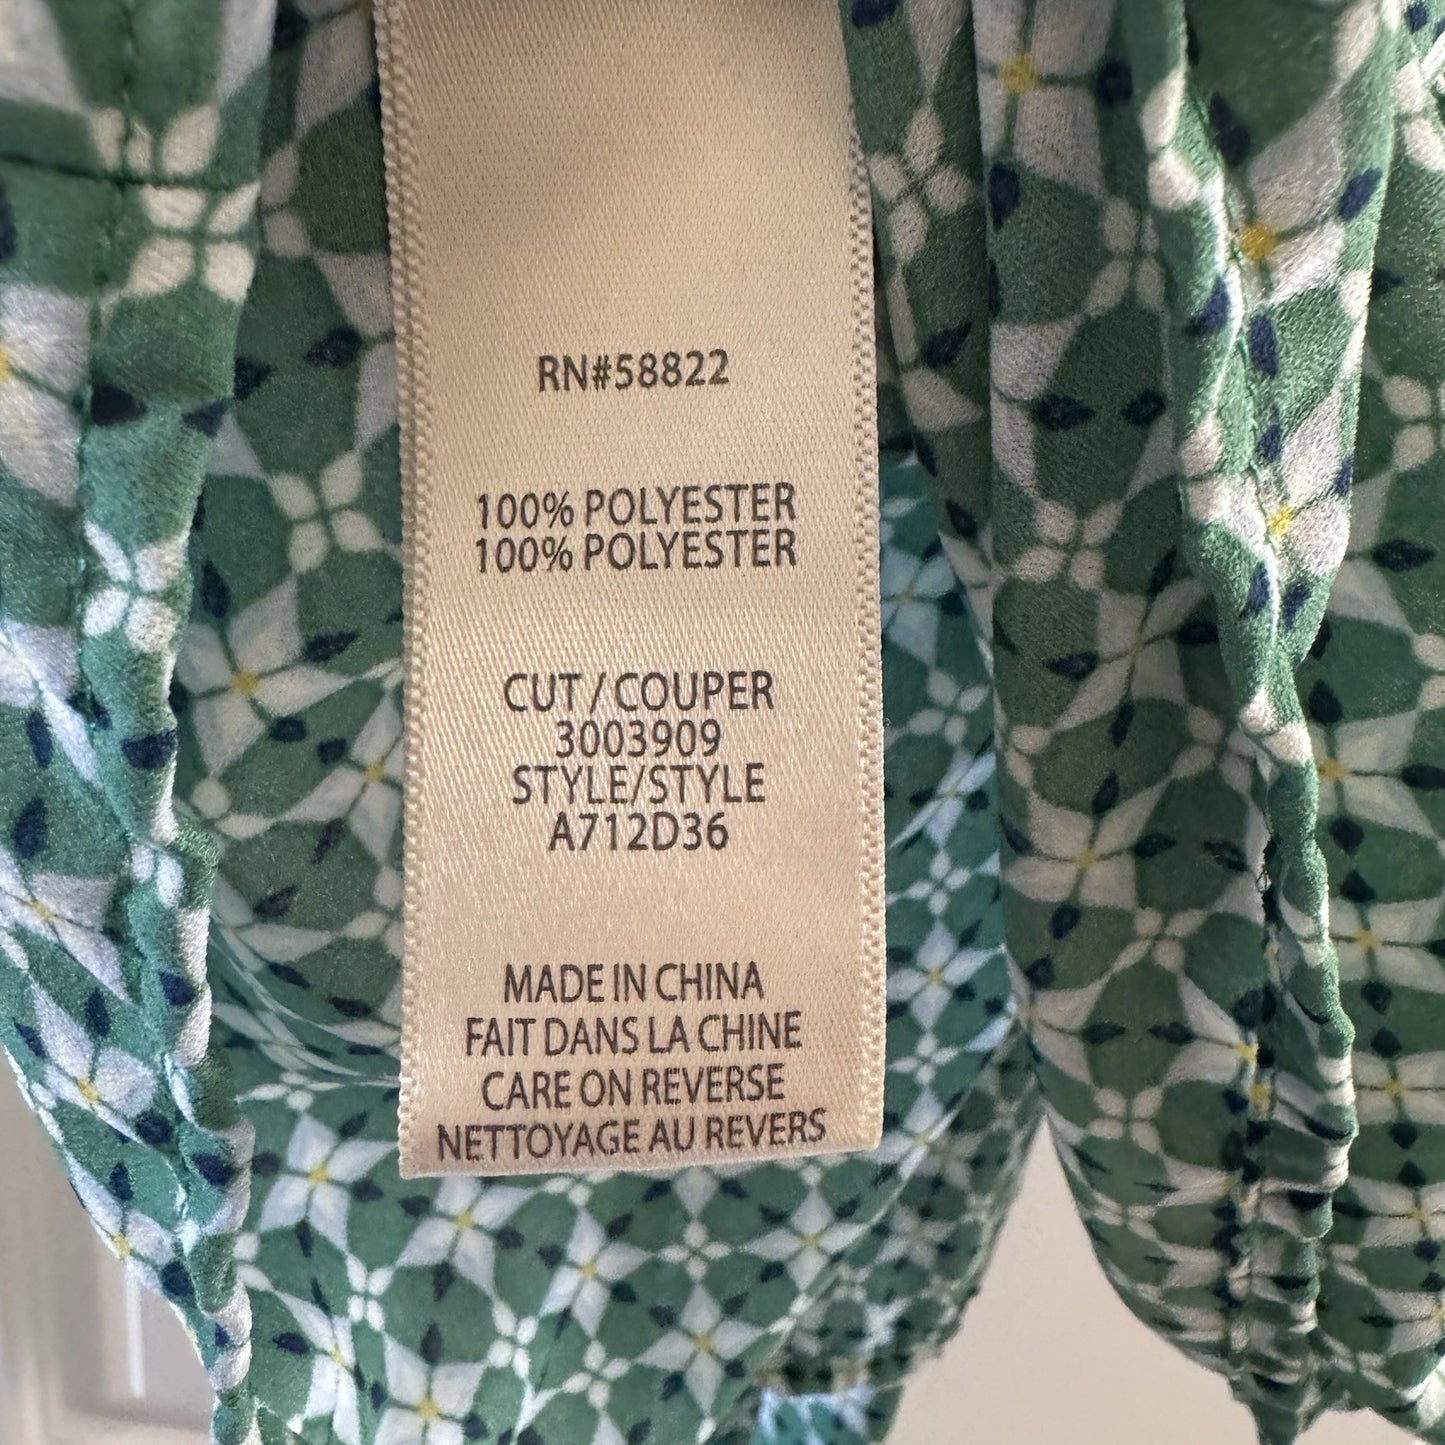 RN#58822
100% POLYESTER
100% POLYESTER
CUT / COUPER
3003909
STYLE/STYLE
A712D36
MADE IN CHINA
FAIT DANS LA CHINE
CARE ON REVERSE
NETTOYAGE AU REVERS